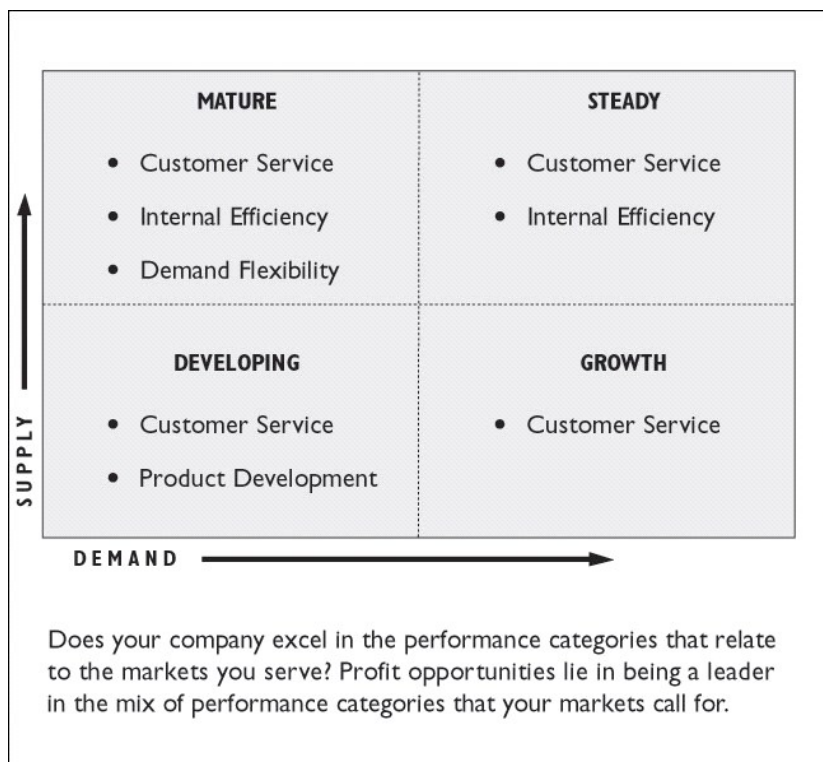 MATURE
• Customer Service
• Internal Efficiency
• Demand Flexibility
STEADY
• Customer Service
• Internal Efficiency
DEVELOPING
• Customer Service
• Product Development
GROWTH
• Customer Service
SUPPLY
DEMAND
Does your company excel in the performance categories that relate
to the markets you serve? Profit opportunities lie in being a leader
in the mix of performance categories that your markets call for.